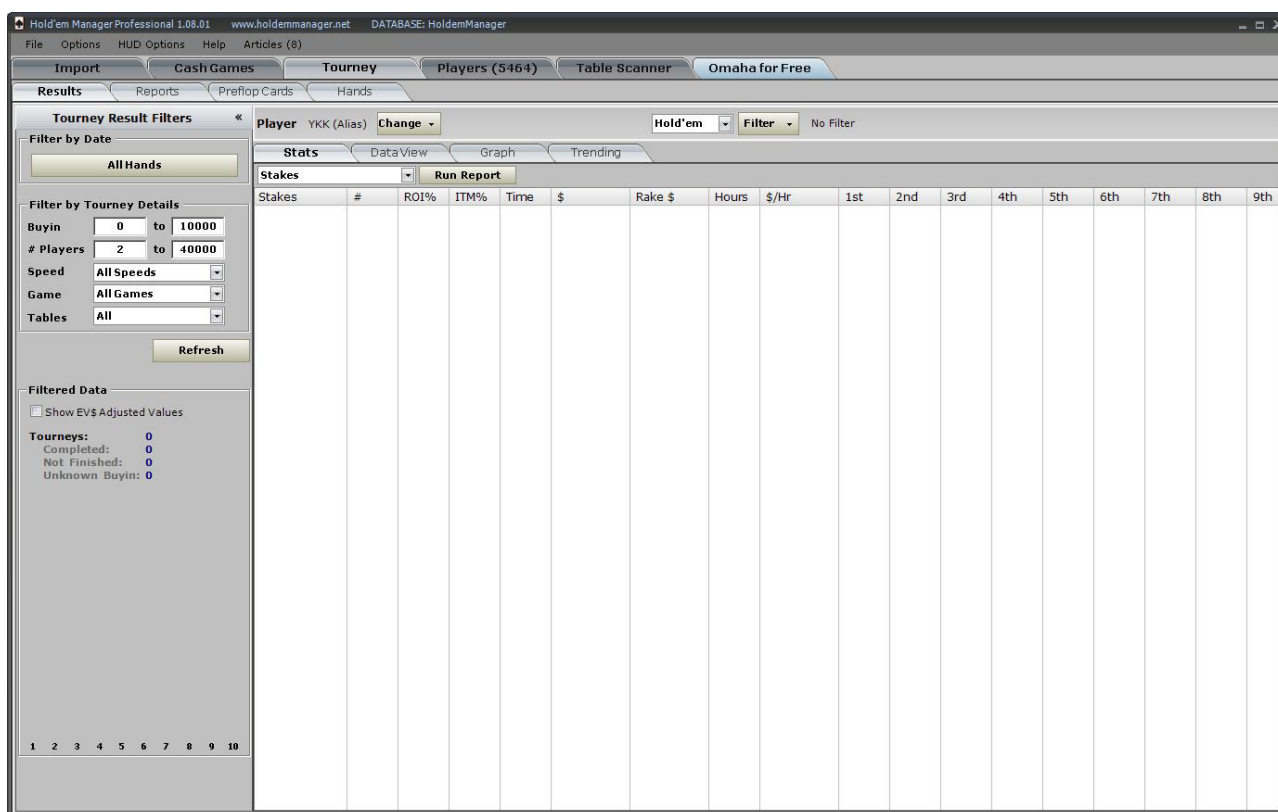 Hold'em Manager Professional 1.08.01 www.holdemmanager.net DATABASE: HoldemManager
File Options HUD Options Help Articles (8)
Import Cash Games Tourney Players (5464) Table Scanner Omaha for Free
Results Reports Preflop Cards Hands
Tourney Result Filters «
Player YKK (Alias) Change Hold'em Filter No Filter
Filter by Date
All Hands
Stats Data View Graph Trending
Stakes Run Report
Stakes # ROI% ITM% Time $ Rake $ Hours $/Hr 1st 2nd 3rd 4th 5th 6th 7th 8th 9th
Filter by Tourney Details
Buyin 0 to 10000
# Players 2 to 40000
Speed All Speeds
Game All Games
Tables All
Refresh
Filtered Data
Show EV$ Adjusted Values
Tourneys: 0
Completed: 0
Not Finished: 0
Unknown Buyin: 0
1 2 3 4 5 6 7 8 9 10